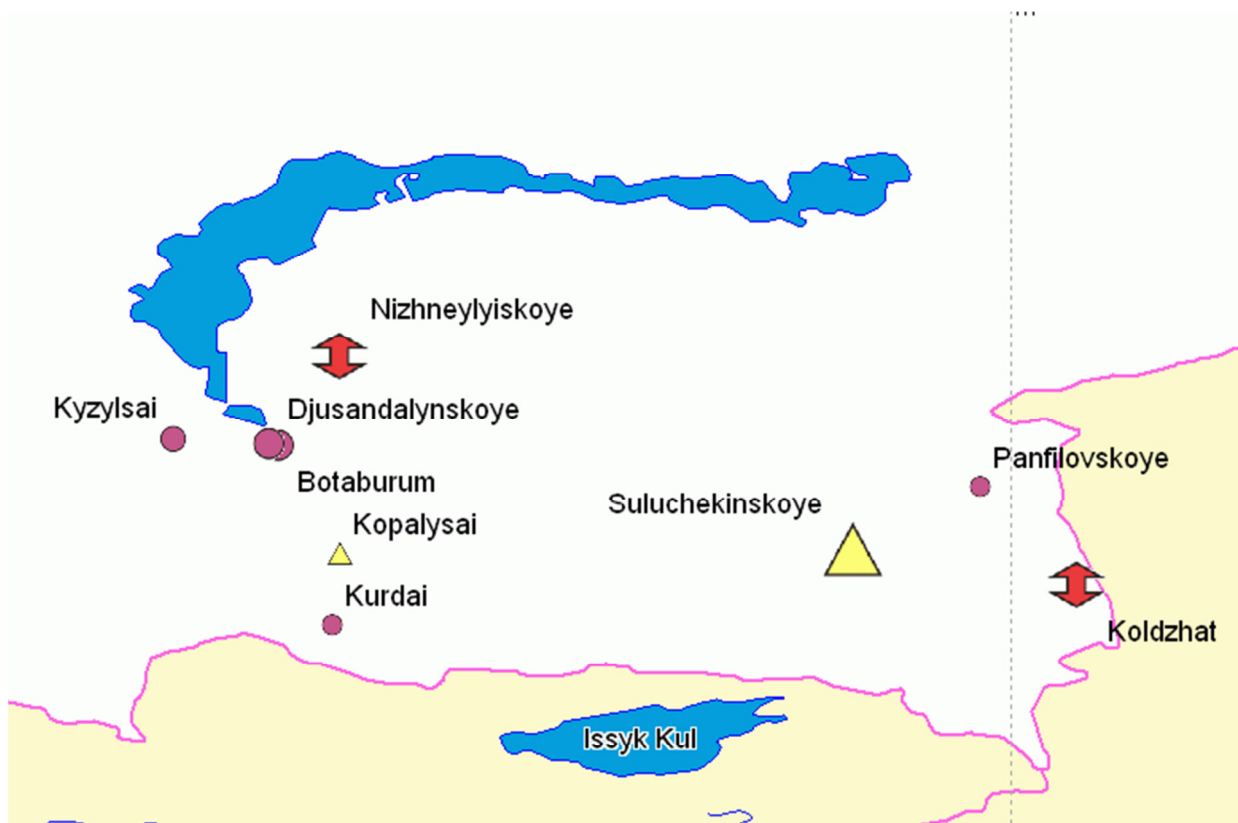 Nizhneylyiskoye
Kyzylsai
Djusandalynskoye
Panfilovskoye
Botaburum
Suluchekinskoye
Kopalysai
Kurdai
Koldzhat
Issyk Kul